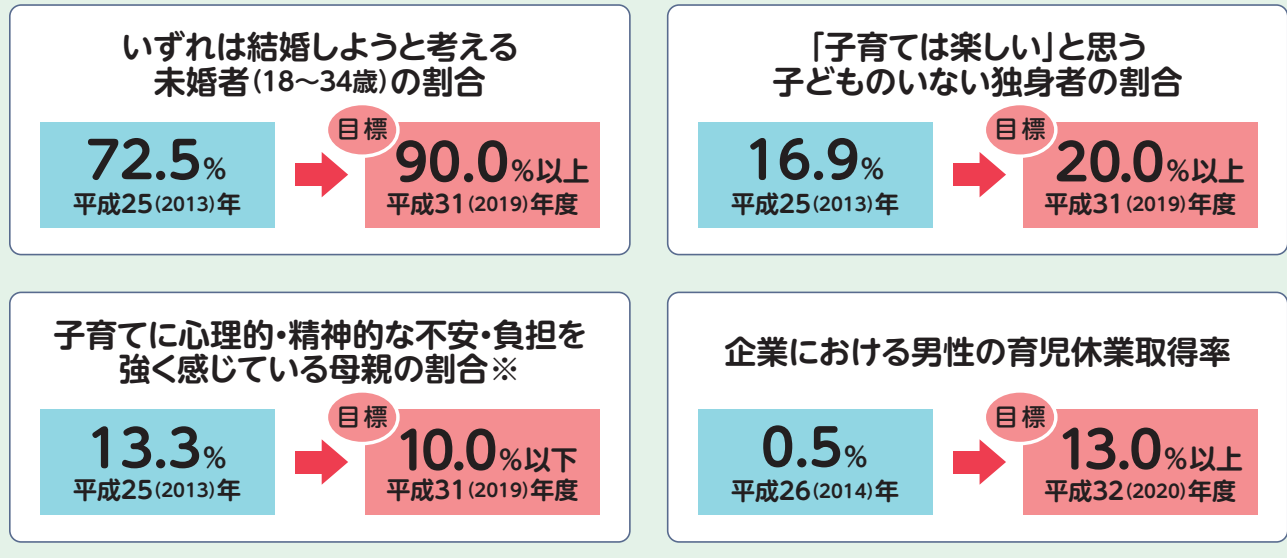 いずれは結婚しようと考える
未婚者(18〜34歳)の割合
72.5%
平成25(2013)年
目標
90.0%以上
平成31(2019)年度
「子育ては楽しい」と思う
子どものいない独身者の割合
16.9%
平成25(2013)年
目標
20.0%以上
平成31(2019)年度
子育てに心理的・精神的な不安・負担を
強く感じている母親の割合※
13.3%
平成25(2013)年
目標
10.0%以下
平成31(2019)年度
企業における男性の育児休業取得率
0.5%
平成26(2014)年
目標
13.0%以上
平成32(2020)年度